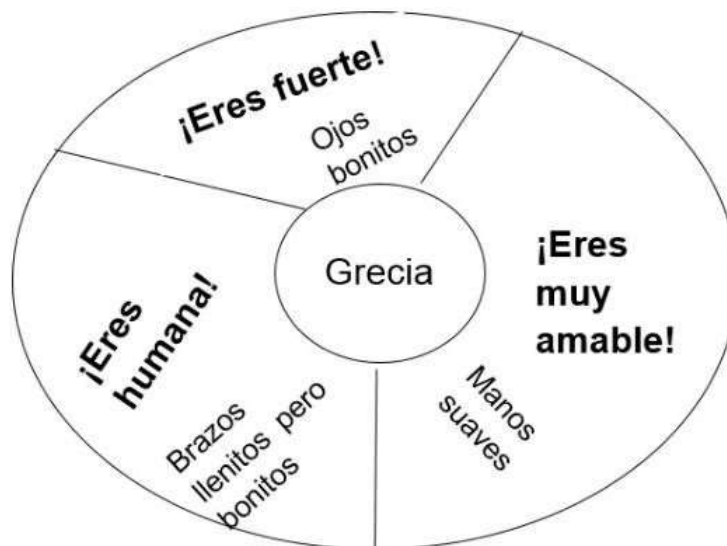 ¡Eres fuerte!
Ojos
bonitos
Grecia
¡Eres
muy
amable!
Manos
suaves
¡Eres
humana!
Brazos
llenitos pero
bonitos